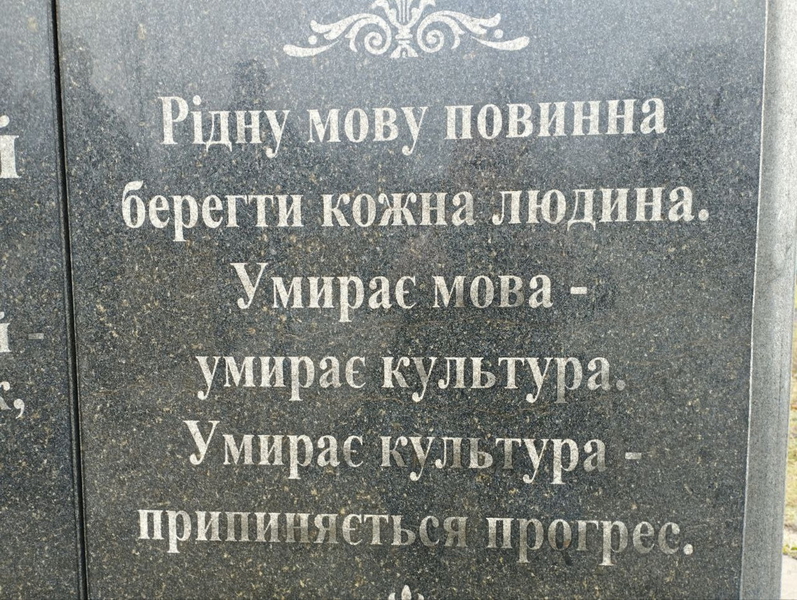 Рідну мову повинна
берегти кожна людина.
Умирає мова -
умирає культура.
Умирає культура -
припиняється прогрес.